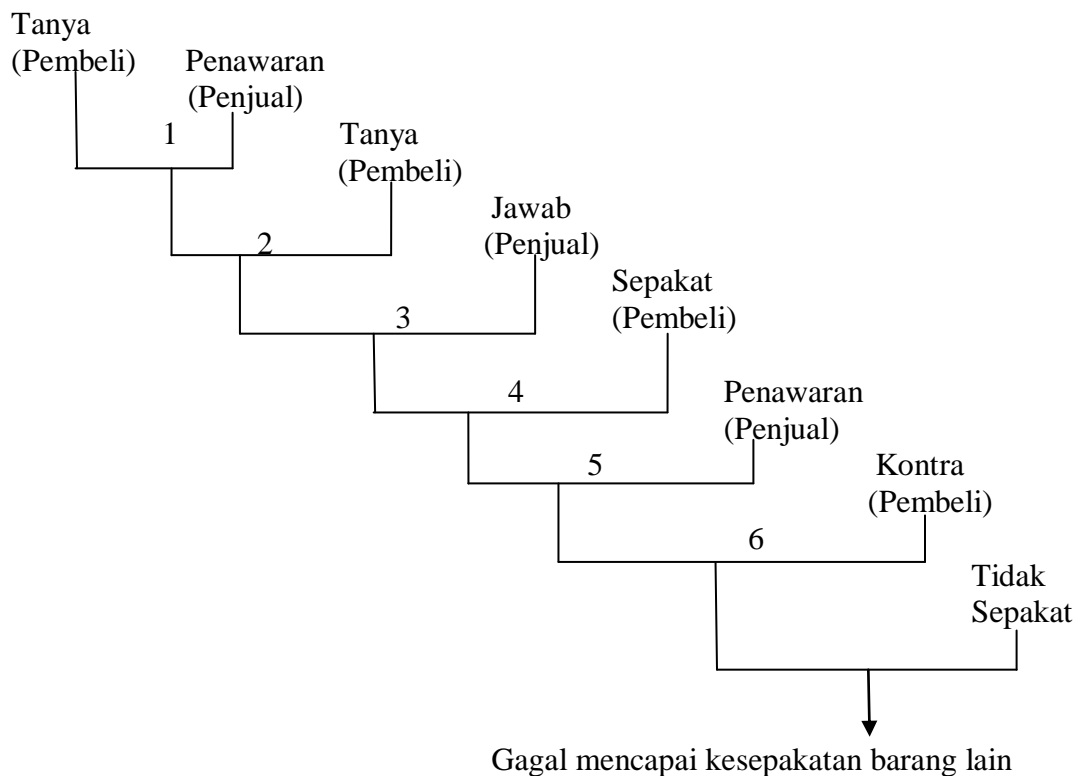 Tanya
(Pembeli)
Penawaran
(Penjual)
1
Tanya
(Pembeli)
Jawab
(Penjual)
2
Sepakat
(Pembeli)
3
Penawaran
(Penjual)
4
Kontra
(Pembeli)
5
6
Tidak
Sepakat
Gagal mencapai kesepakatan barang lain